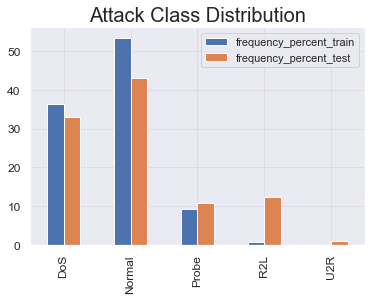 Attack Class Distribution
frequency_percent_train
frequency_percent_test
50
40
30
20
10
0
DoS
Normal
Probe
R2L
U2R